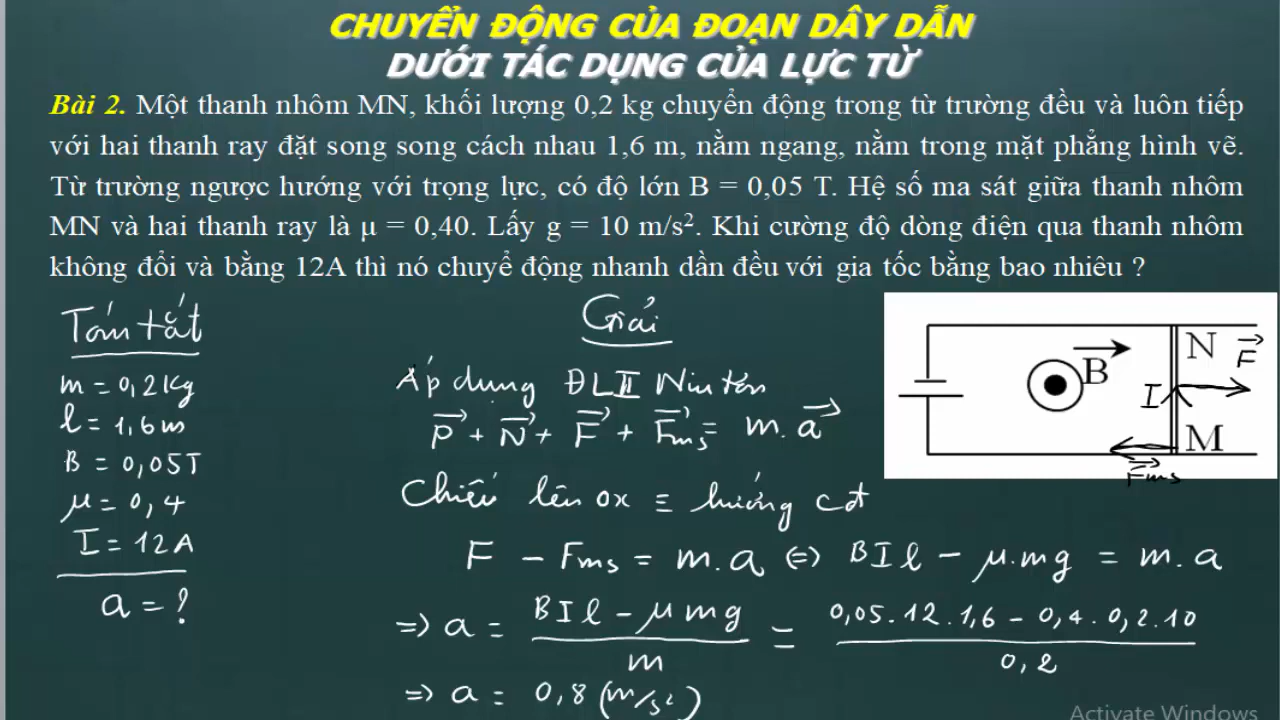 CHUYỂN ĐỘNG CỦA ĐOẠN DÂY DẪN
DƯỚI TÁC DỤNG CỦA LỰC TỪ
Bài 2. Một thanh nhôm MN, khối lượng 0,2 kg chuyển động trong từ trường đều và luôn tiếp
với hai thanh ray đặt song song cách nhau 1,6 m, nằm ngang, nằm trong mặt phẳng hình vẽ.
Từ trường ngược hướng với trọng lực, có độ lớn B = 0,05 T. Hệ số ma sát giữa thanh nhôm
MN và hai thanh ray là μ = 0,40. Lấy g = 10 m/s². Khi cường độ dòng điện qua thanh nhôm
không đổi và bằng 12A thì nó chuyể động nhanh dần đều với gia tốc bằng bao nhiêu ?
Tóm tắt
m = 0,2 Kg
l = 1,6 m
B = 0,05T
μ = 0,4
I = 12A
a = ?
Giải
Áp dụng ĐLII Niu tơn
P⃗ + N⃗ + F⃗ + F⃗ms = m.a⃗
Chiếu lên ox ≡ hướng cđ
F - Fms = m.a ⇔ BIl - μ.mg = m.a
⇒ a = (BIl - μmg)/m = (0,05.12.1,6 - 0,4.0,2.10)/0,2
⇒ a = 0,8 (m/s²)
B⃗
N
F⃗
I
M
F⃗ms
Activate Windows